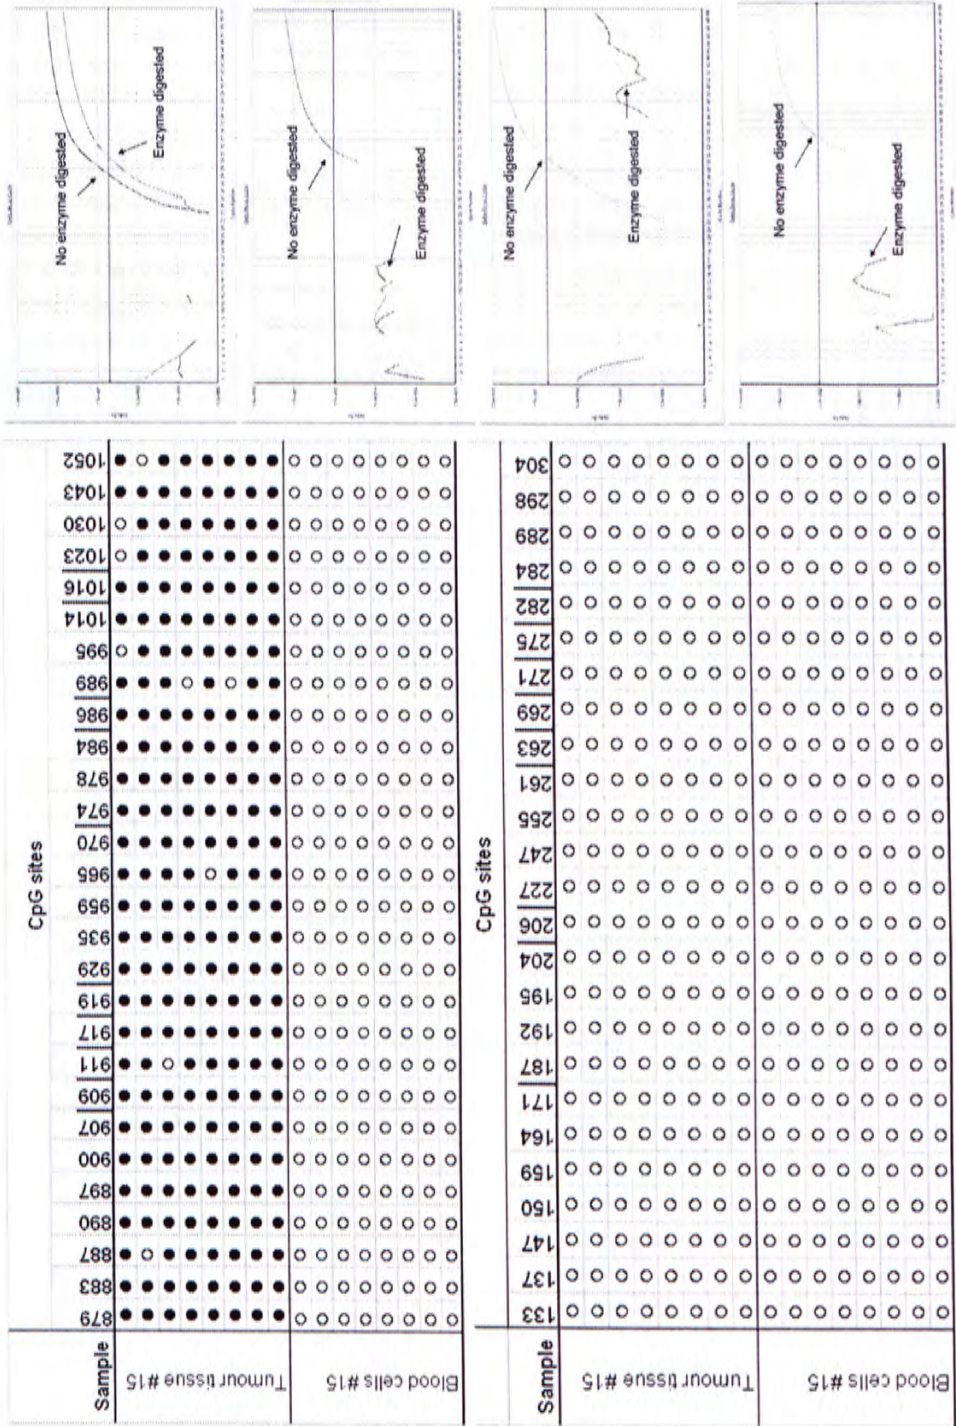 CpG sites
Sample 879 883 887 890 897 900 907 909 911 917 919 929 935 959 965 970 974 978 984 986 989 995 1014 1016 1023 1030 1043 1052
Tumour tissue #15
Blood cells #15
No enzyme digested
Enzyme digested
No enzyme digested
Enzyme digested
CpG sites
Sample 133 137 147 150 159 164 171 187 192 195 204 206 227 247 255 261 263 269 271 275 282 284 289 298 304
Tumour tissue #15
Blood cells #15
No enzyme digested
Enzyme digested
No enzyme digested
Enzyme digested